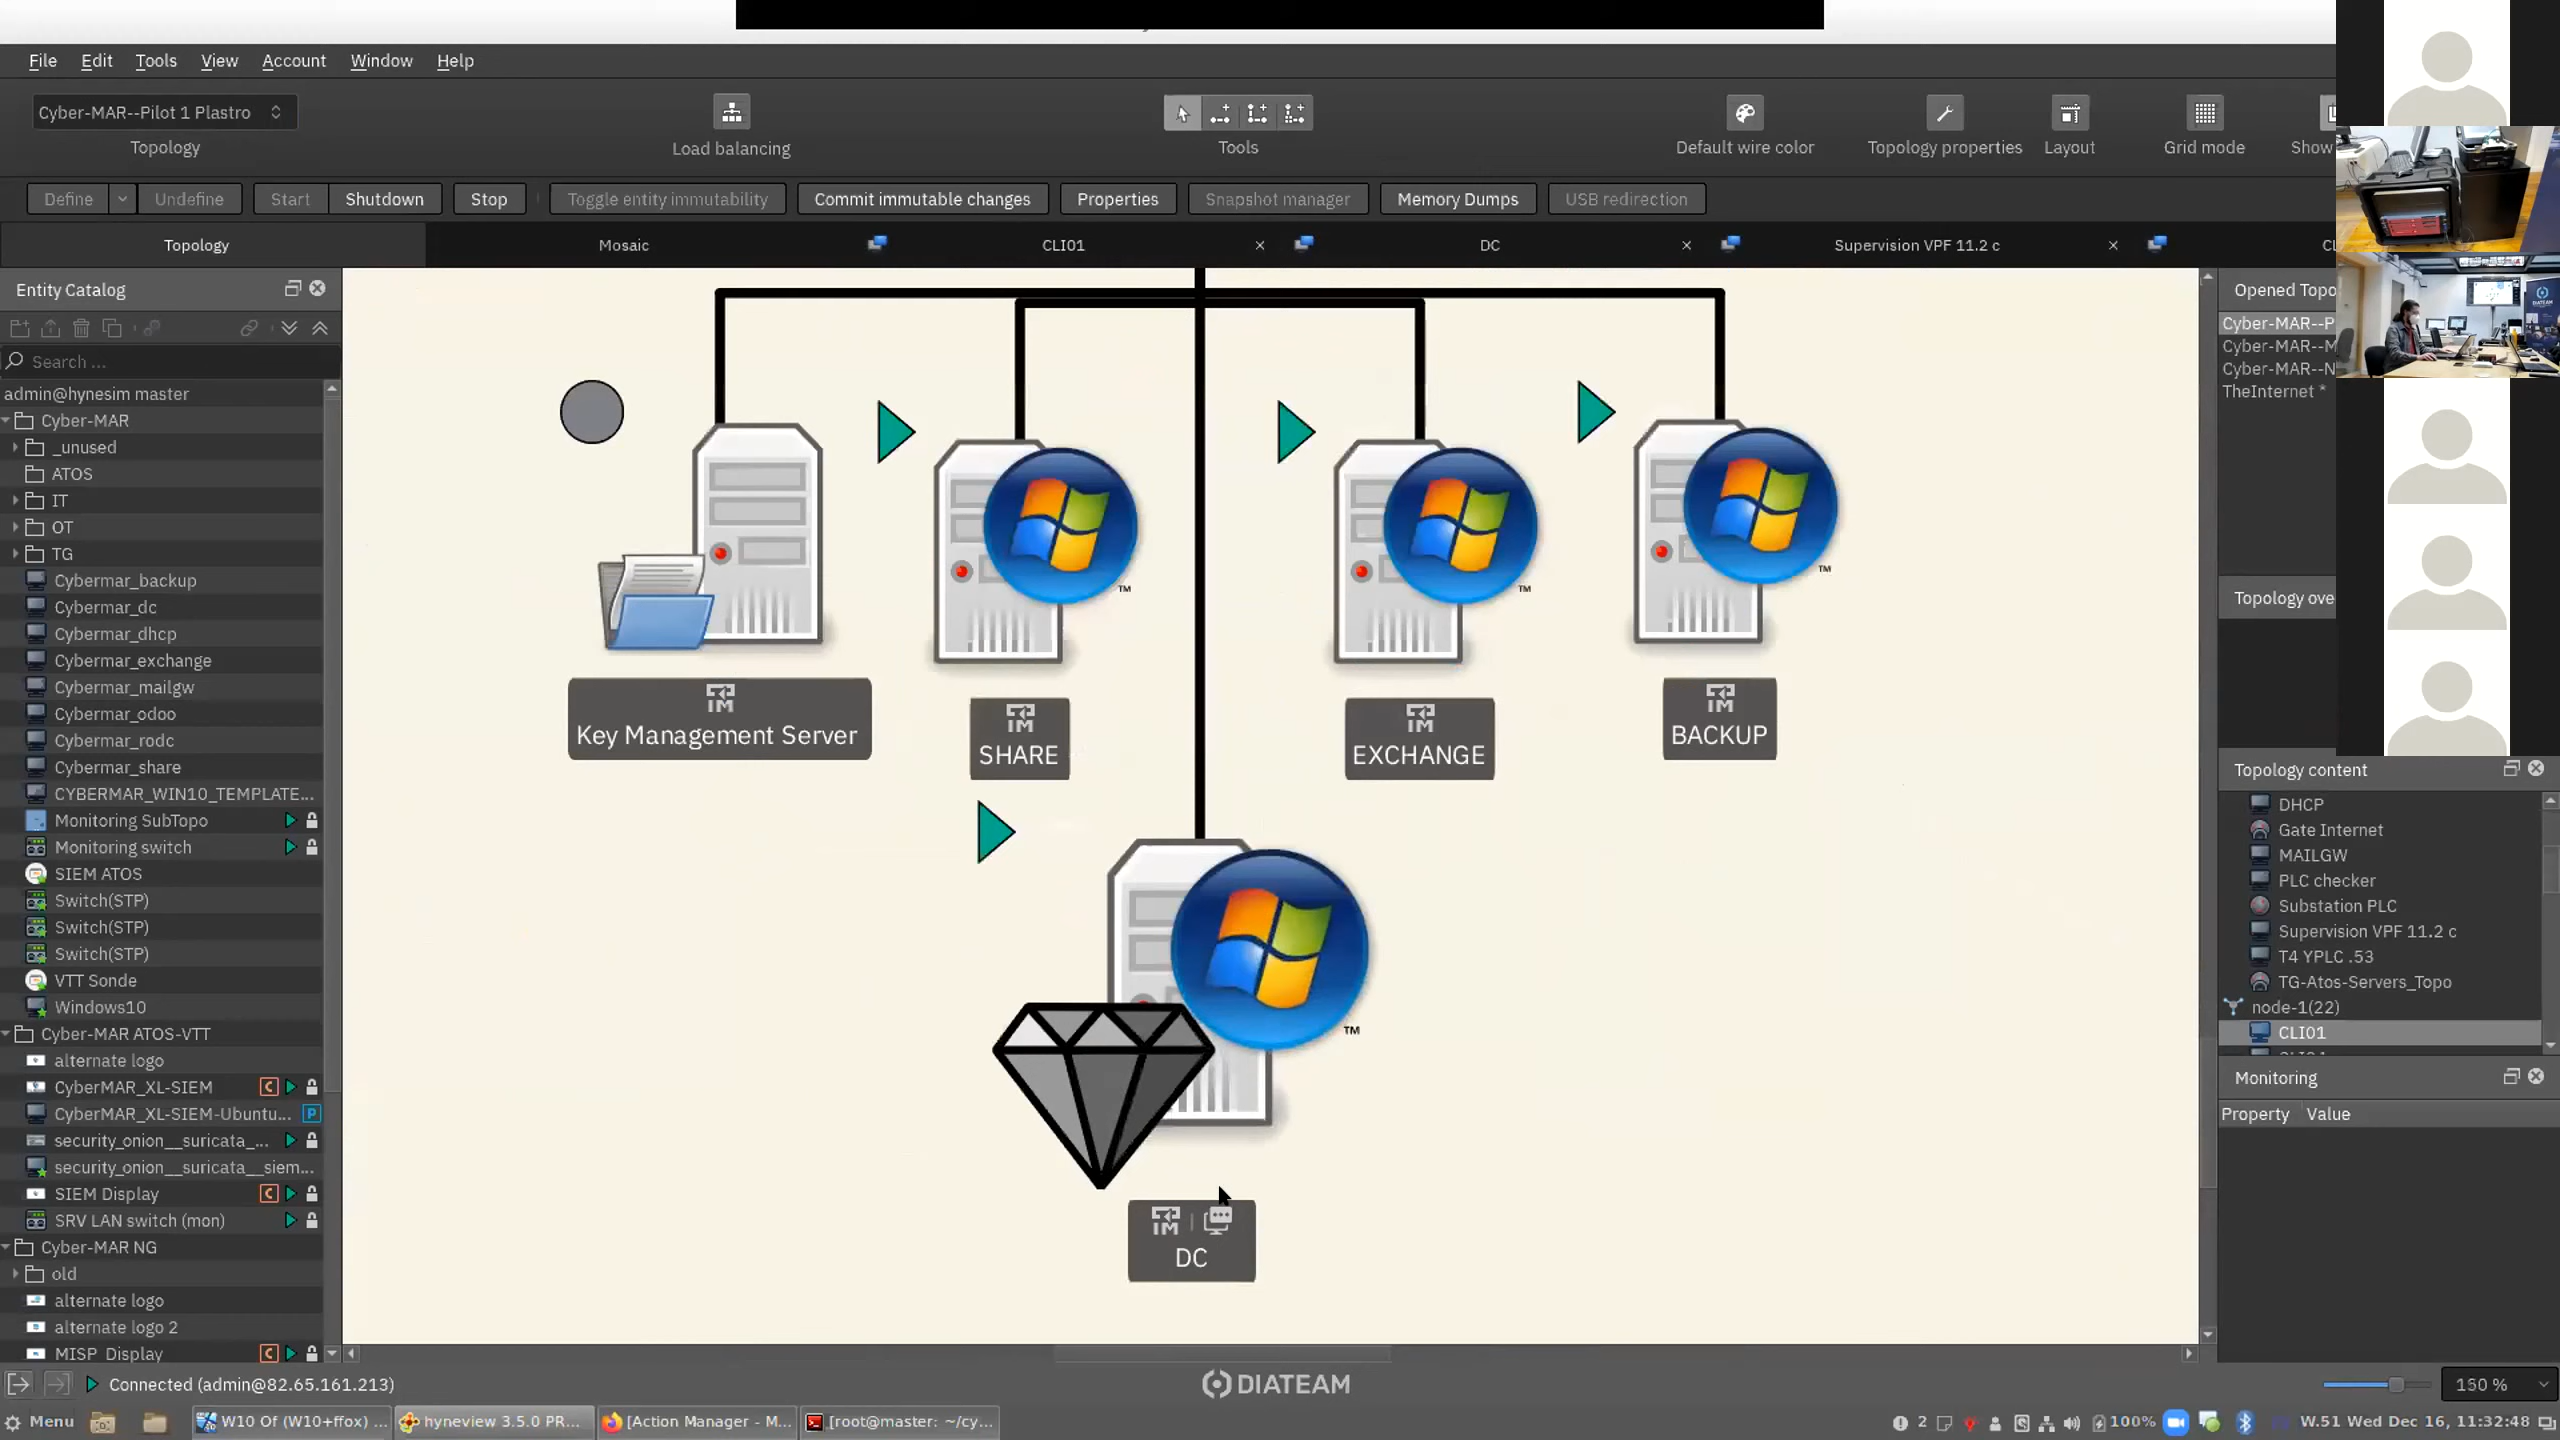 File Edit Tools View Account Window Help
Cyber-MAR--Pilot 1 Plastro
Topology
Load balancing
Tools
Default wire color
Topology properties
Layout
Grid mode
Show
Define
Undefine
Start
Shutdown
Stop
Toggle entity immutability
Commit immutable changes
Properties
Snapshot manager
Memory Dumps
USB redirection
Topology
Mosaic
CLI01
DC
Supervision VPF 11.2 c
Entity Catalog
Search ...
admin@hynesim master
Cyber-MAR
_unused
ATOS
IT
OT
TG
Cybermar_backup
Cybermar_dc
Cybermar_dhcp
Cybermar_exchange
Cybermar_mailgw
Cybermar_odoo
Cybermar_rodc
Cybermar_share
CYBERMAR_WIN10_TEMPLATE...
Monitoring SubTopo
Monitoring switch
SIEM ATOS
Switch(STP)
Switch(STP)
Switch(STP)
VTT Sonde
Windows10
Cyber-MAR ATOS-VTT
alternate logo
CyberMAR_XL-SIEM C
CyberMAR_XL-SIEM-Ubuntu... P
security_onion__suricata_...
security_onion__suricata__siem...
SIEM Display C
SRV LAN switch (mon)
Cyber-MAR NG
old
alternate logo
alternate logo 2
MISP Display C
Key Management Server
TM
SHARE
TM
EXCHANGE
TM
BACKUP
TM
DC
Opened Topo
Cyber-MAR--P
Cyber-MAR--M
Cyber-MAR--N
TheInternet *
Topology ove
DIATEAM
Topology content
DHCP
Gate Internet
MAILGW
PLC checker
Substation PLC
Supervision VPF 11.2 c
T4 YPLC .53
TG-Atos-Servers_Topo
node-1(22)
CLI01
Monitoring
Property Value
Connected (admin@82.65.161.213)
DIATEAM
150 %
Menu
W10 Of (W10+ffox) ...
hyneview 3.5.0 PR...
[Action Manager - M...
[root@master: ~/cy...
2
100%
W.51 Wed Dec 16, 11:32:48